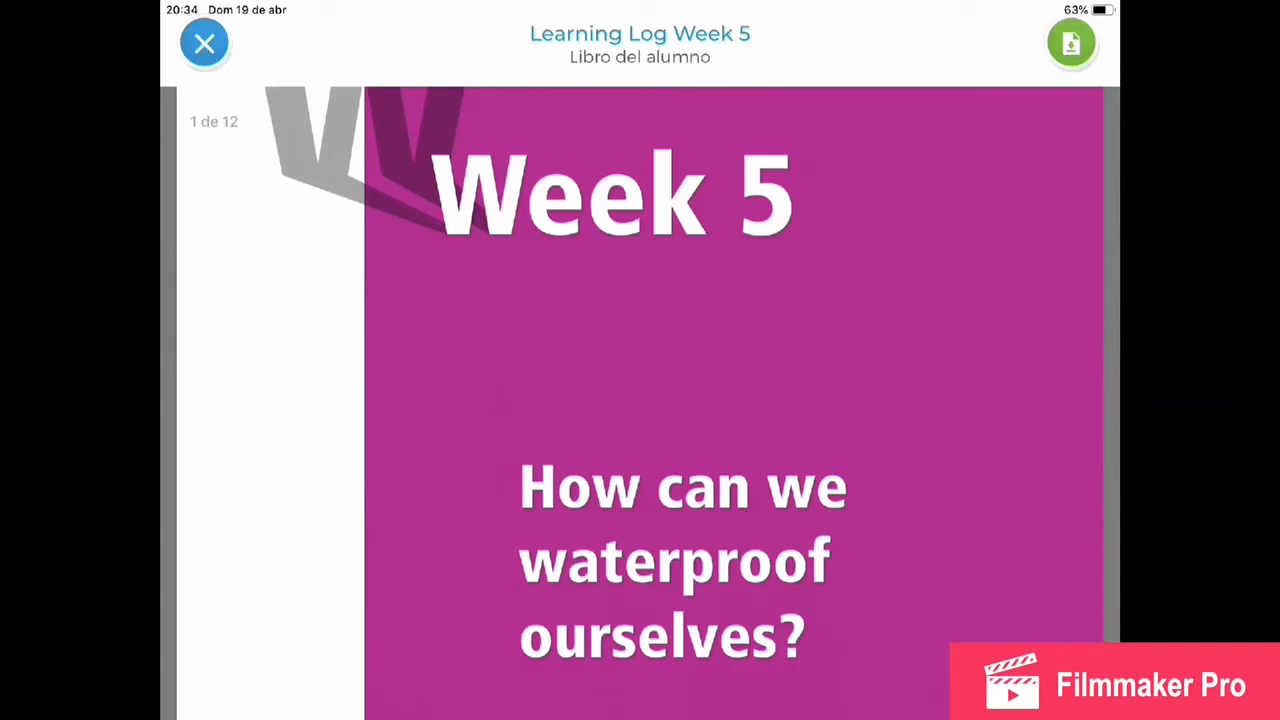 20:34 Dom 19 de abr
63%
Learning Log Week 5
Libro del alumno
1 de 12
Week 5
How can we
waterproof
ourselves?
Filmmaker Pro